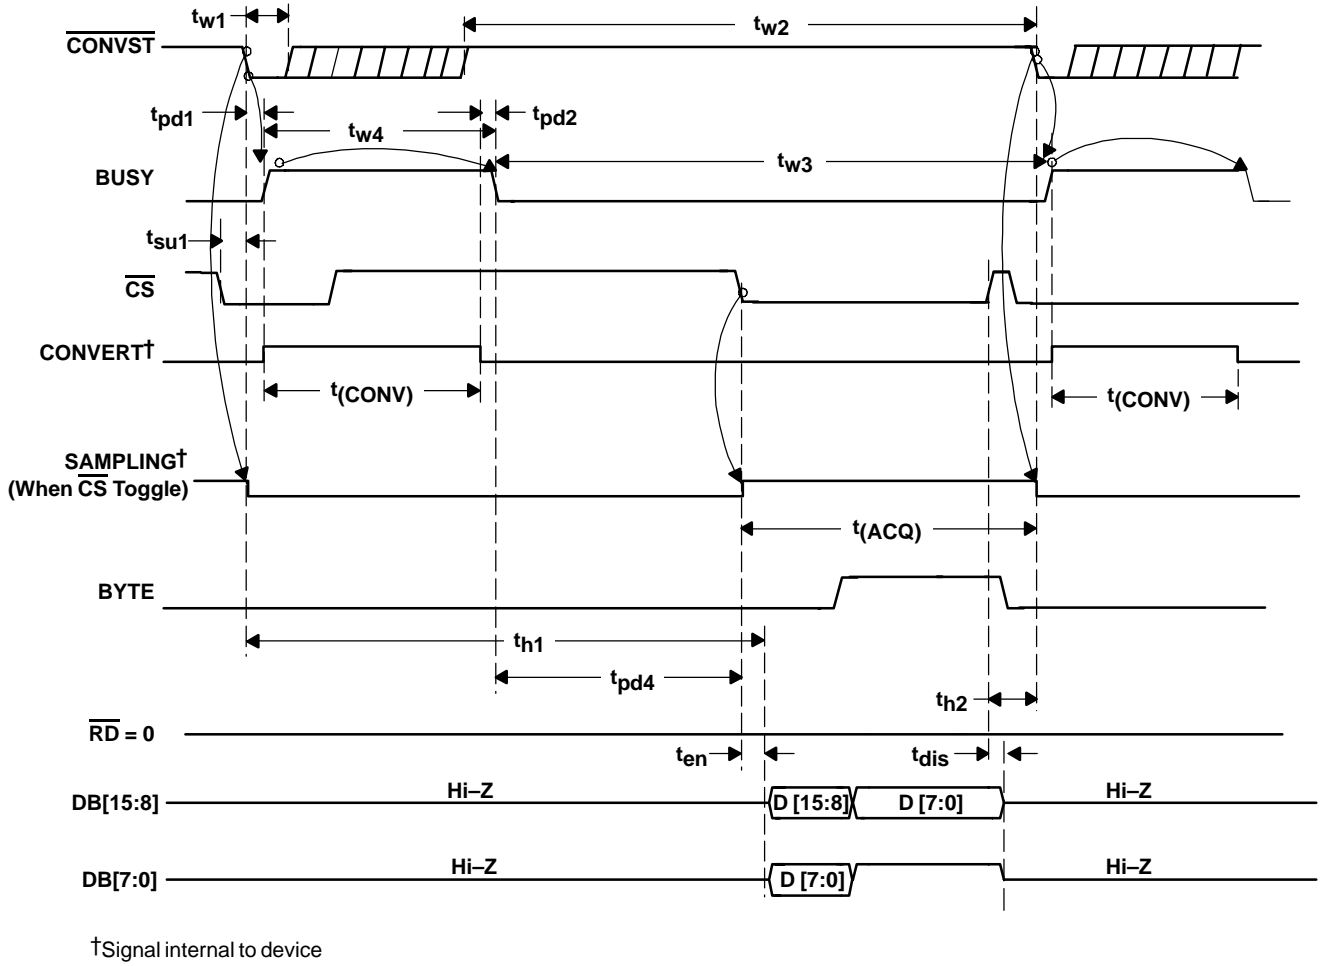 tw1
tw2
CONVST
tpd1
tw4
tpd2
tw3
BUSY
tsu1
CS
CONVERT†
t(CONV)
t(CONV)
SAMPLING†
(When CS Toggle)
t(ACQ)
BYTE
th1
tpd4
th2
RD = 0
ten
tdis
Hi–Z
Hi–Z
DB[15:8]
D [15:8]
D [7:0]
Hi–Z
Hi–Z
DB[7:0]
D [7:0]
†Signal internal to device